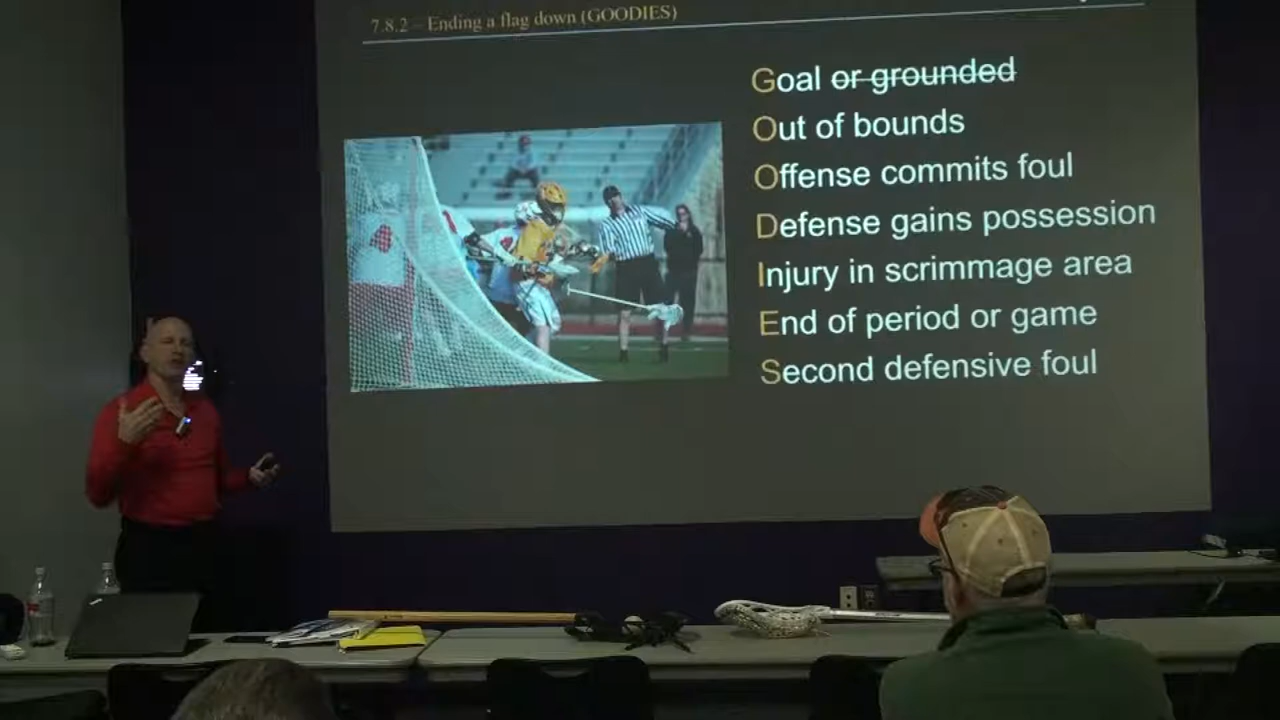 7.8.2 – Ending a flag down (GOODIES)
Goal or grounded
Out of bounds
Offense commits foul
Defense gains possession
Injury in scrimmage area
End of period or game
Second defensive foul